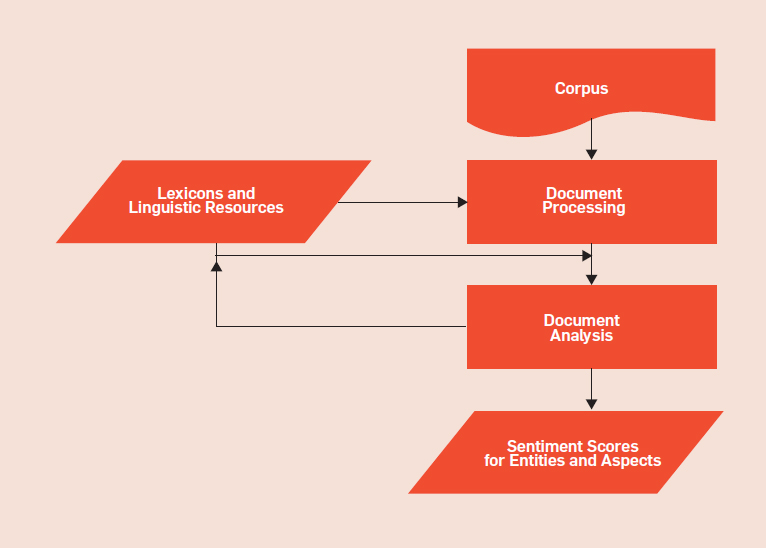 Corpus
Lexicons and
Linguistic Resources
Document
Processing
Document
Analysis
Sentiment Scores
for Entities and Aspects